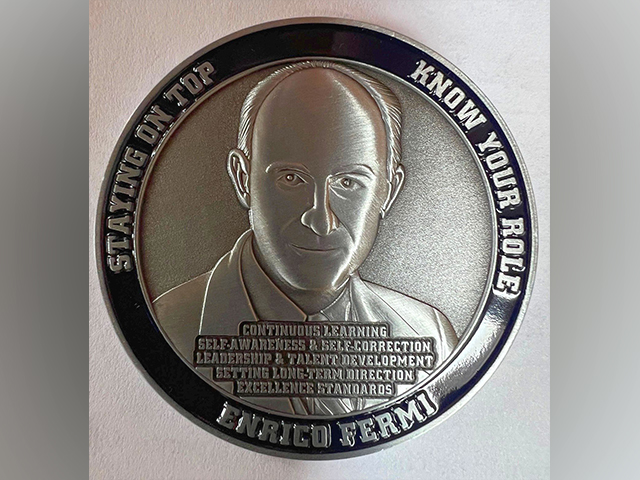 STAYING ON TOP
KNOW YOUR ROLE
CONTINUOUS LEARNING
SELF-AWARENESS & SELF-CORRECTION
LEADERSHIP & TALENT DEVELOPMENT
SETTING LONG-TERM DIRECTION
EXCELLENCE STANDARDS
ENRICO FERMI